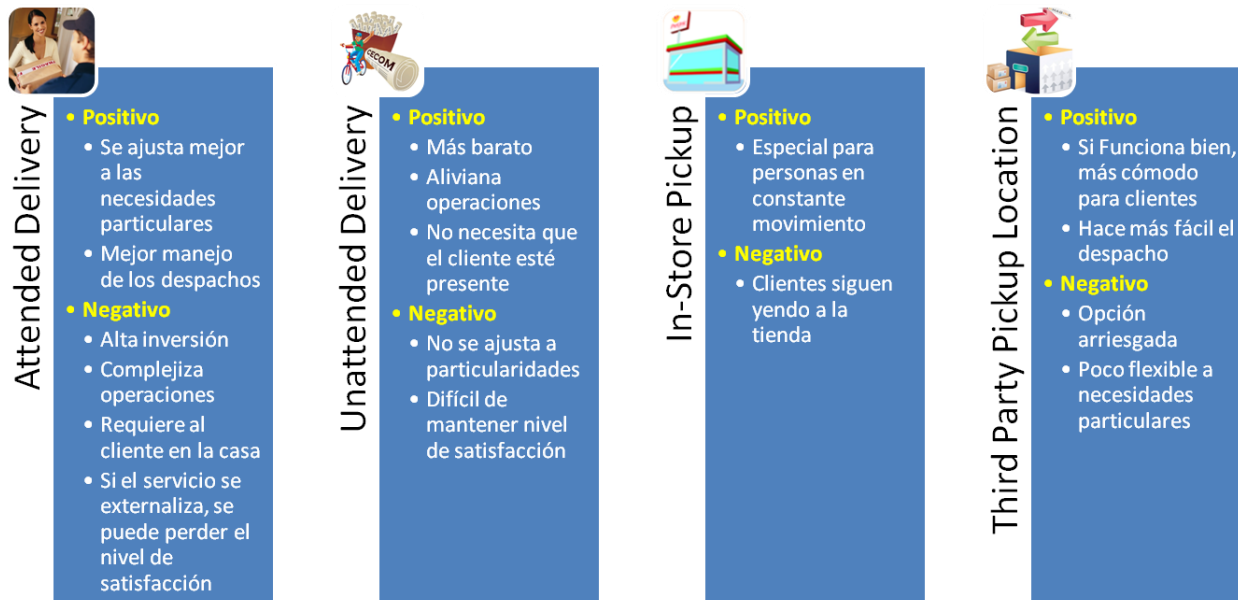 Attended Delivery
• Positivo
• Se ajusta mejor
a las
necesidades
particulares
• Mejor manejo
de los despachos
• Negativo
• Alta inversión
• Complejiza
operaciones
• Requiere al
cliente en la casa
• Si el servicio se
externaliza, se
puede perder el
nivel de
satisfacción
CECOM
Unattended Delivery
• Positivo
• Más barato
• Aliviana
operaciones
• No necesita que
el cliente esté
presente
• Negativo
• No se ajusta a
particularidades
• Difícil de
mantener nivel
de satisfacción
In-Store Pickup
• Positivo
• Especial para
personas en
constante
movimiento
• Negativo
• Clientes siguen
yendo a la
tienda
Third Party Pickup Location
• Positivo
• Si Funciona bien,
más cómodo
para clientes
• Hace más fácil el
despacho
• Negativo
• Opción
arriesgada
• Poco flexible a
necesidades
particulares